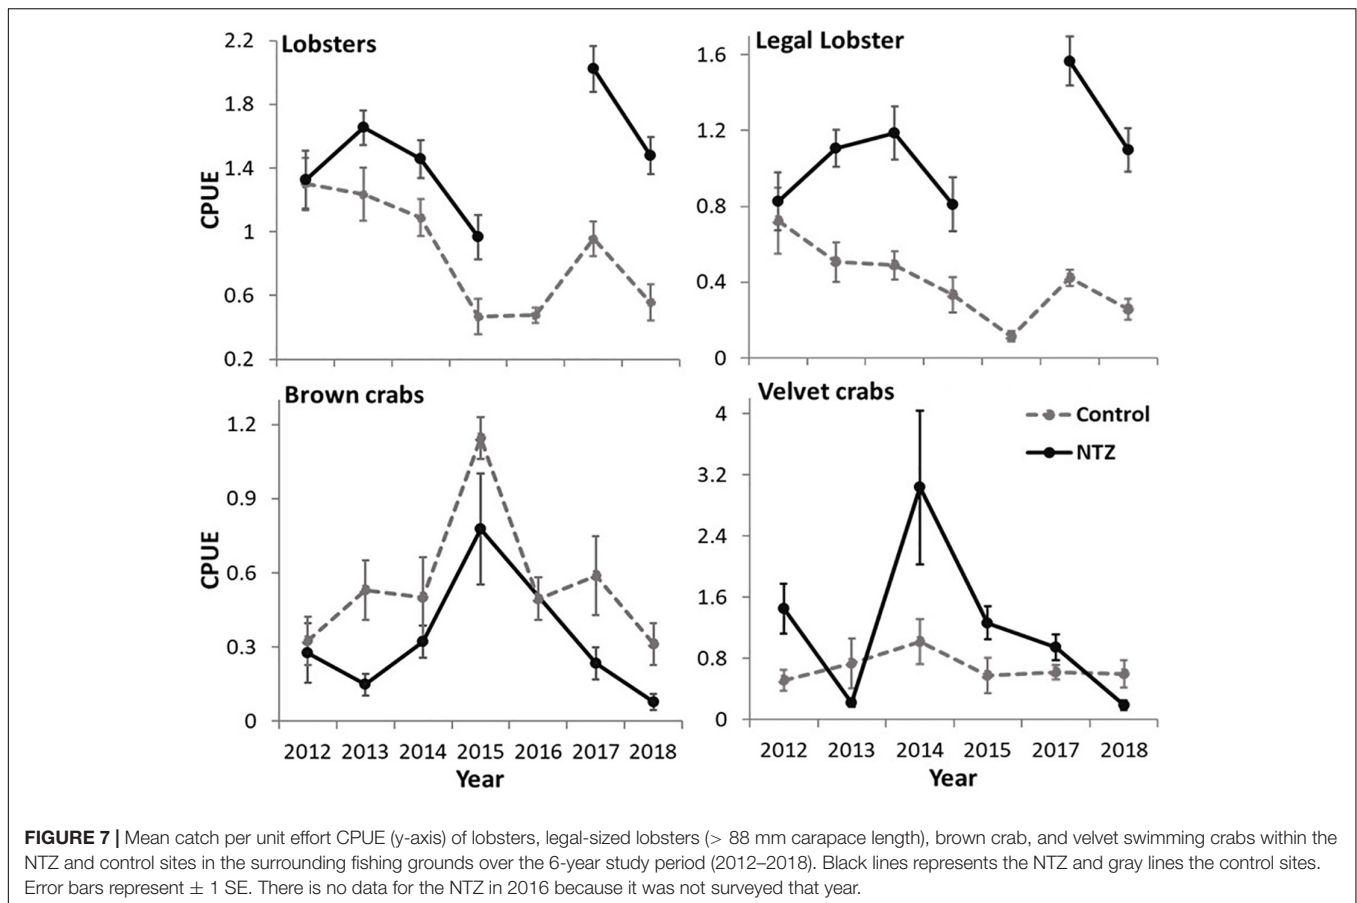 Lobsters
2.2
1.8
1.4
1
0.6
0.2
CPUE
Legal Lobster
1.6
1.2
0.8
0.4
0
Brown crabs
1.2
0.9
0.6
0.3
0
CPUE
2012 2013 2014 2015 2016 2017 2018
Year
Velvet crabs
4
3.2
2.4
1.6
0.8
0
Control
NTZ
2012 2013 2014 2015 2017 2018
Year
FIGURE 7 | Mean catch per unit effort CPUE (y-axis) of lobsters, legal-sized lobsters (> 88 mm carapace length), brown crab, and velvet swimming crabs within the
NTZ and control sites in the surrounding fishing grounds over the 6-year study period (2012–2018). Black lines represents the NTZ and gray lines the control sites.
Error bars represent ± 1 SE. There is no data for the NTZ in 2016 because it was not surveyed that year.